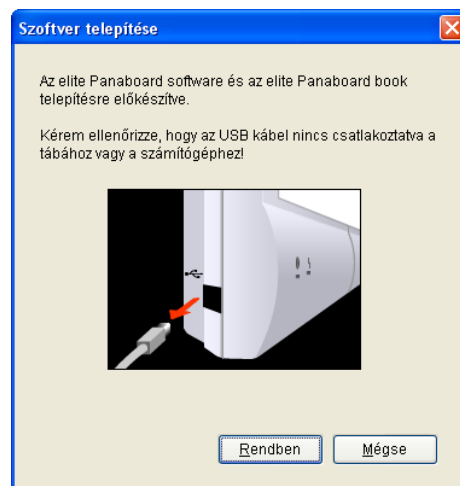 Szoftver telepítése
Az elite Panaboard software és az elite Panaboard book
telepítésre előkészítve.
Kérem ellenőrizze, hogy az USB kábel nincs csatlakoztatva a
tábához vagy a számítógéphez!
Rendben
Mégse